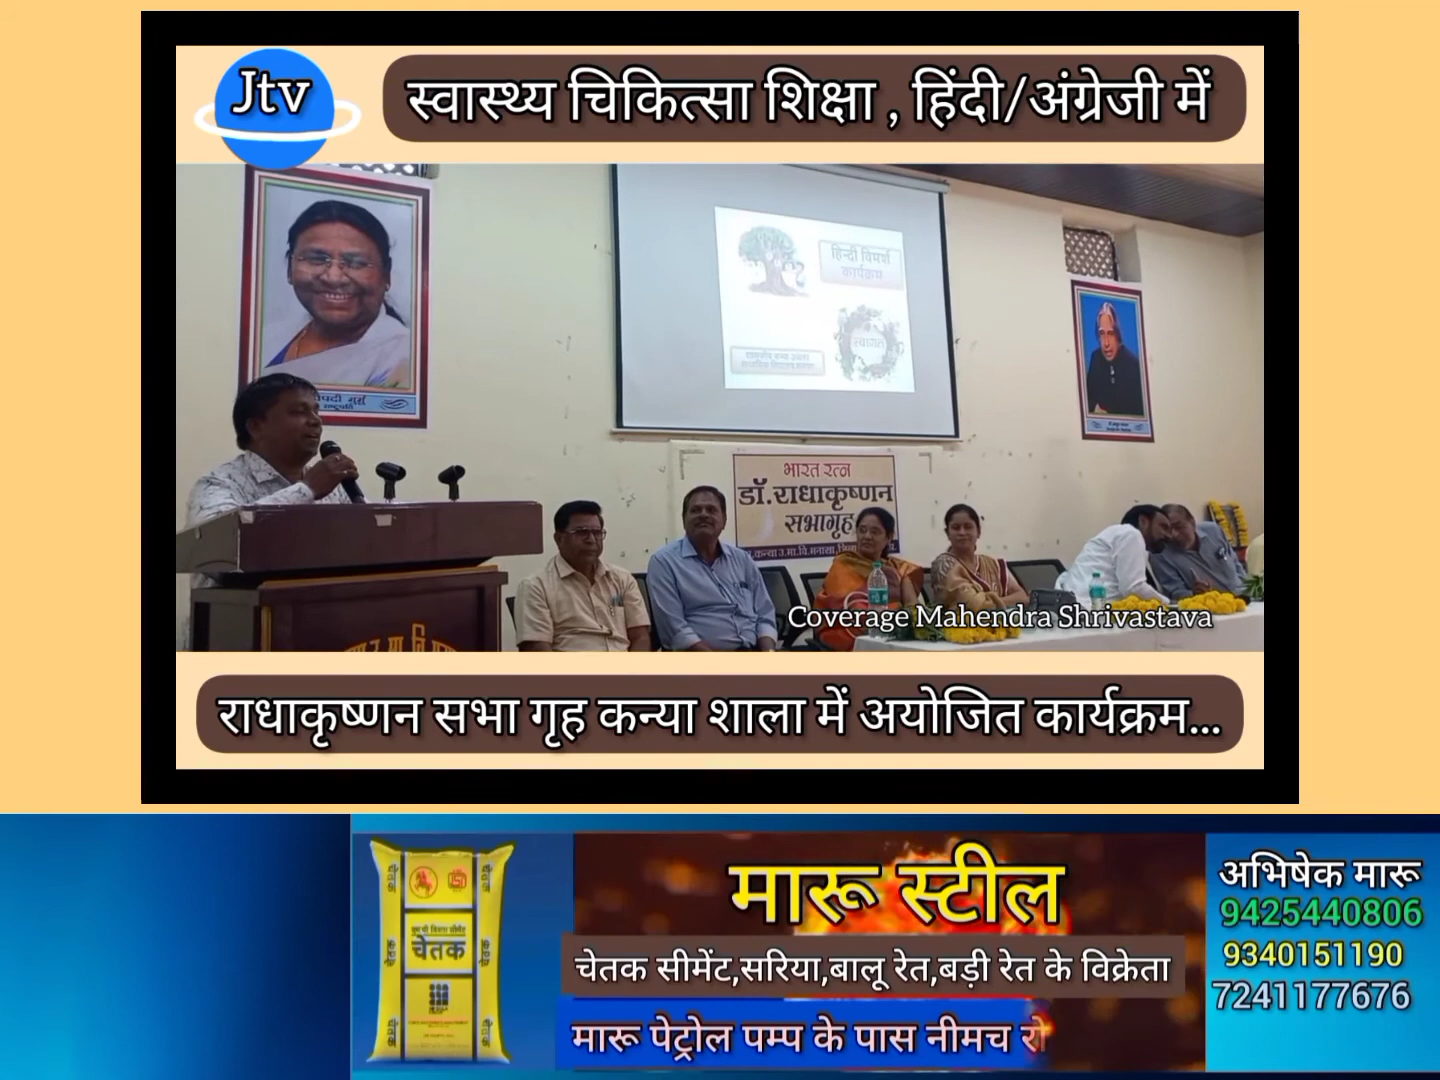 Jtv
स्वास्थ्य चिकित्सा शिक्षा , हिंदी/अंग्रेजी में
हिन्दी विमर्श
कार्यक्रम
स्वागत
भारत रत्न
डॉ.राधाकृष्णन
सभागृह
Coverage Mahendra Shrivastava
राधाकृष्णन सभा गृह कन्या शाला में अयोजित कार्यक्रम...
चेतक
मारू स्टील
चेतक सीमेंट,सरिया,बालू रेत,बड़ी रेत के विक्रेता
मारू पेट्रोल पम्प के पास नीमच रो
अभिषेक मारू
9425440806
9340151190
7241177676